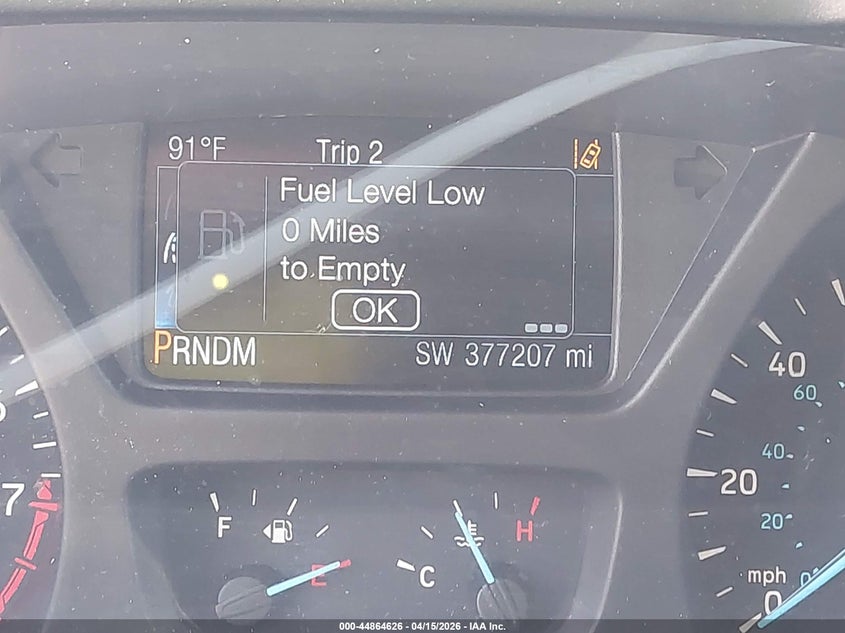 91°F Trip 2
Fuel Level Low
0 Miles
to Empty
OK
PRNDM SW 377207 mi
40
60
40
7
20
20
F H
E C
mph
0
0
000-44864626 - 04/15/2026 - IAA Inc.